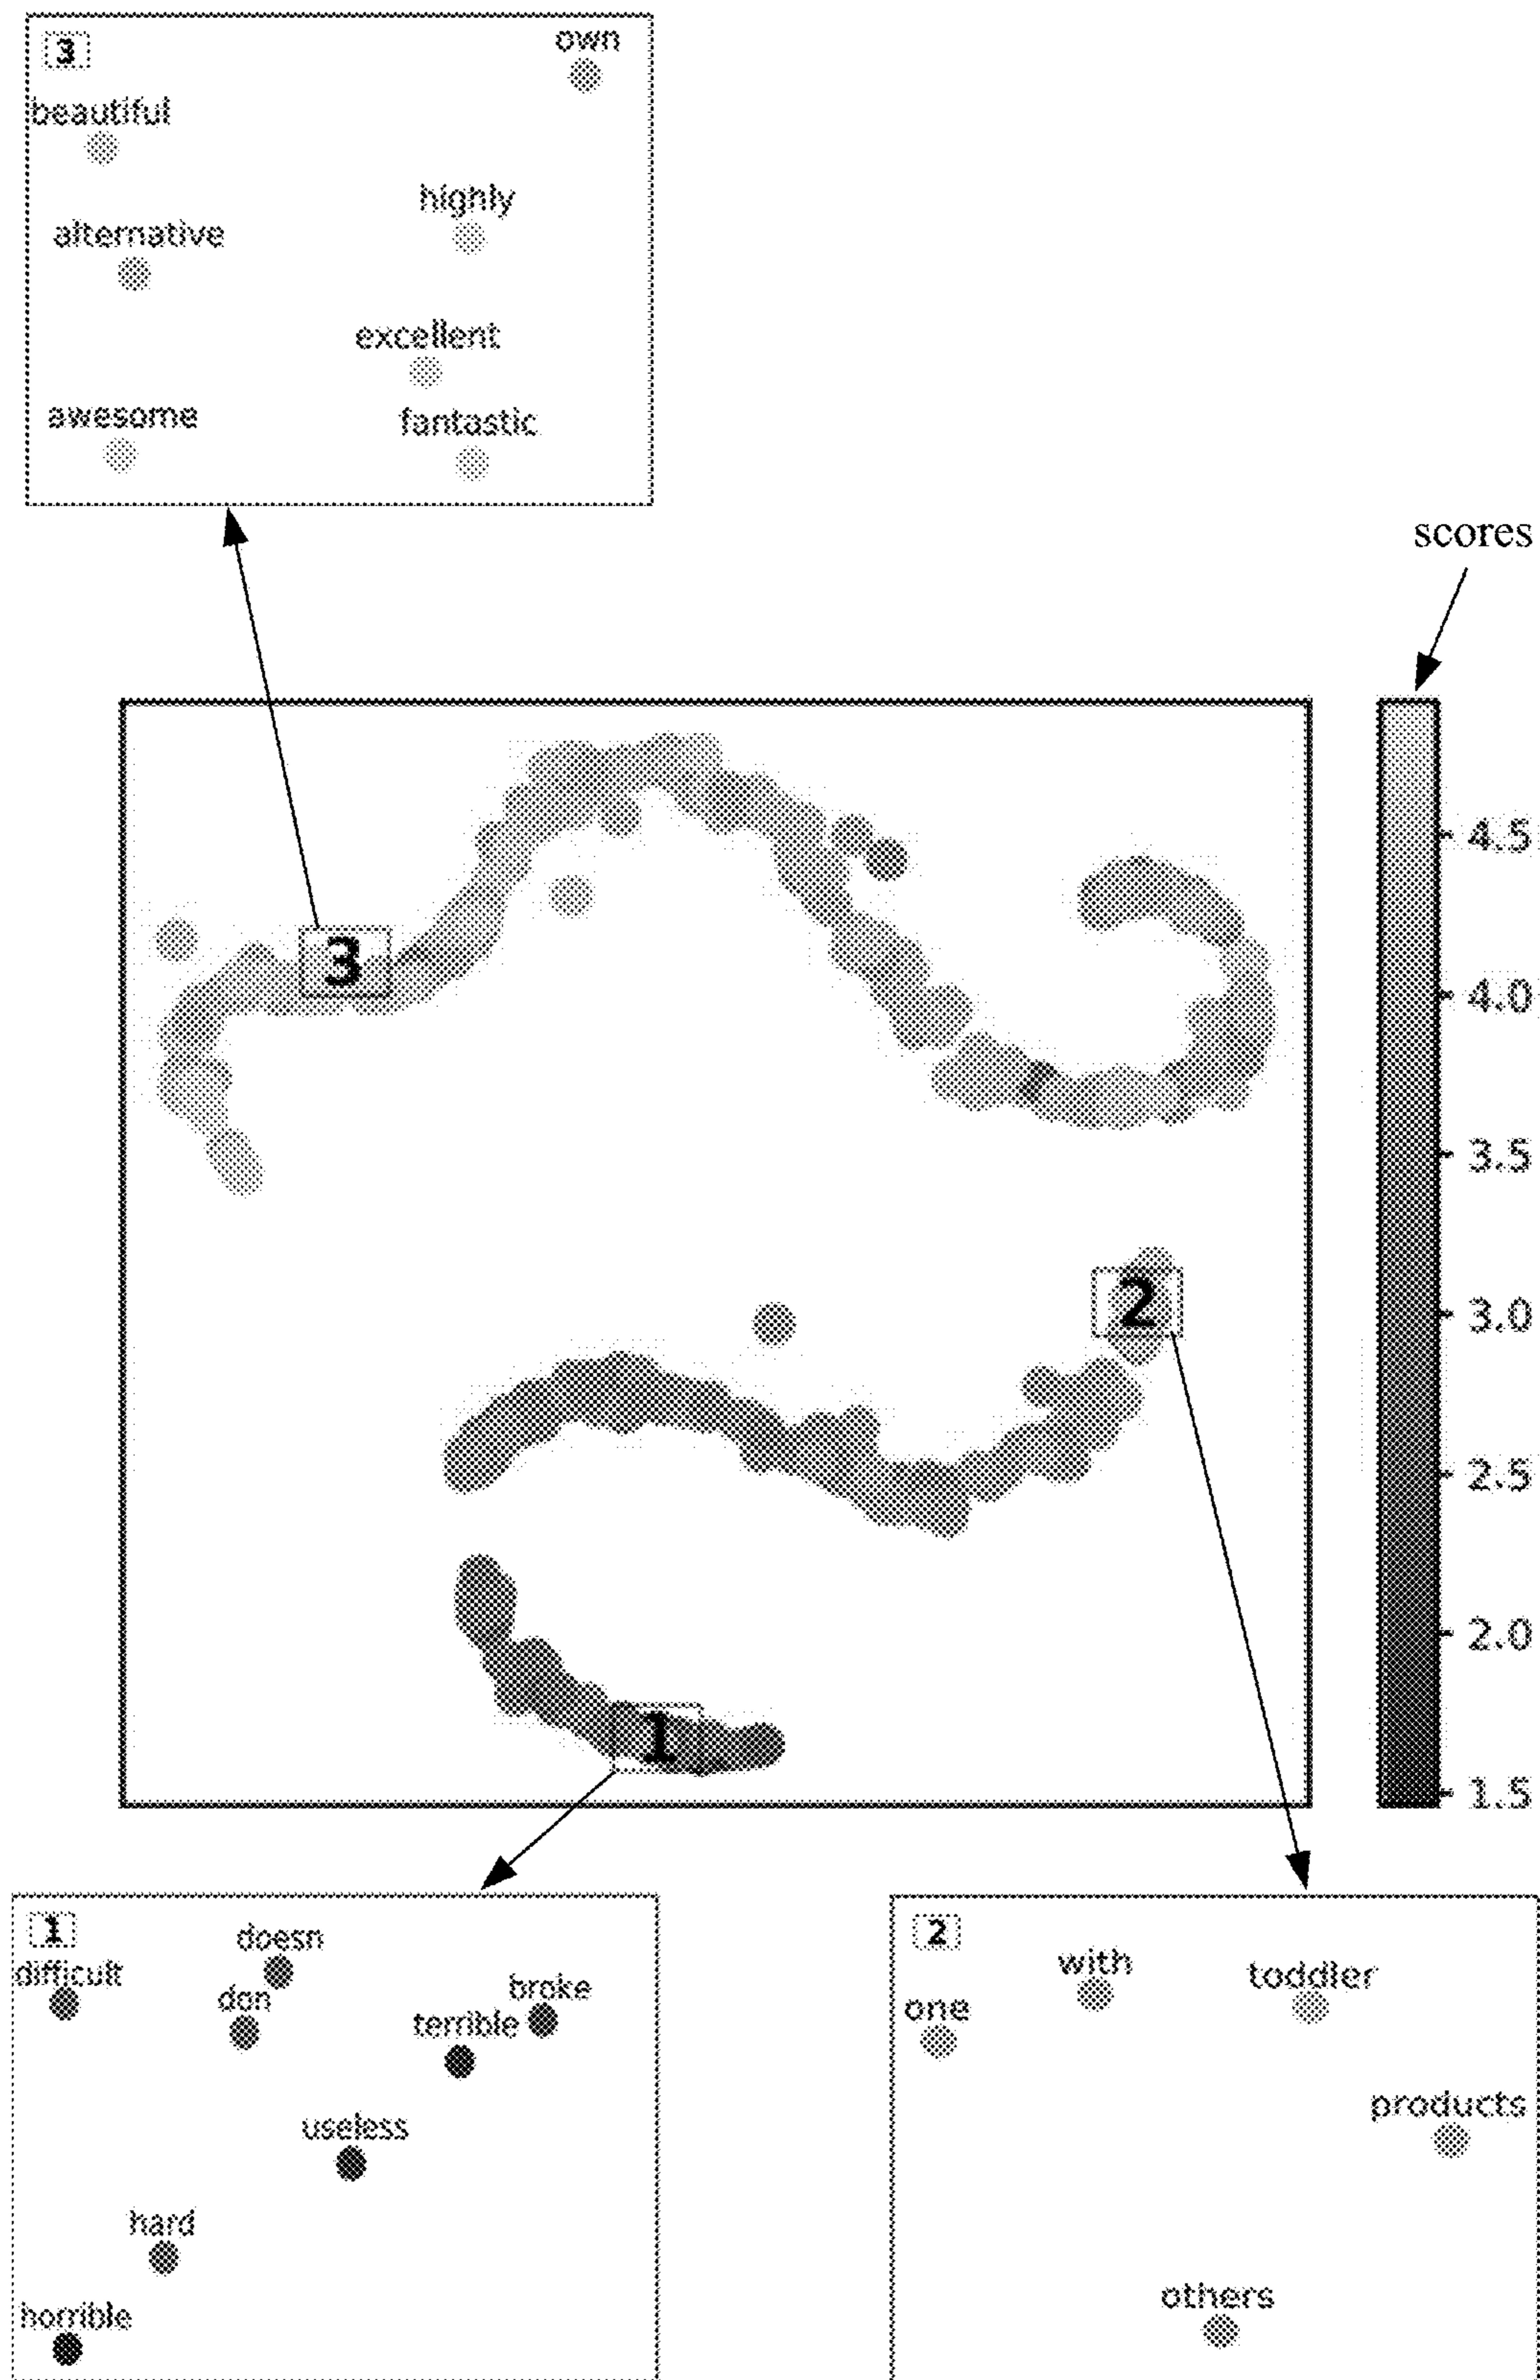 3
own
beautiful
highly
alternative
excellent
awesome
fantastic
scores
4.5
3
4.0
3.5
2
3.0
2.5
2.0
1
1.5
1
doesn
difficult
don
broke
terrible
useless
hard
horrible
2
with
toddler
one
products
others